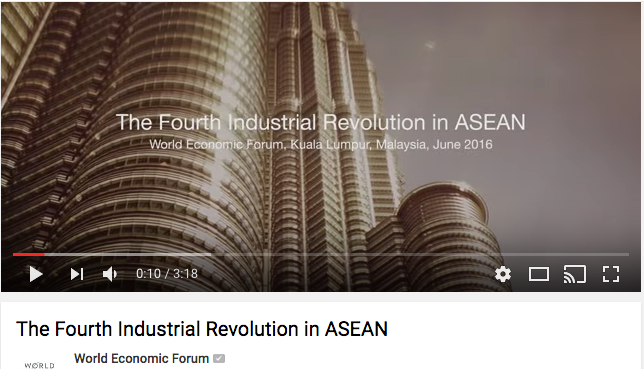 The Fourth Industrial Revolution in ASEAN
World Economic Forum, Kuala Lumpur, Malaysia, June 2016
0:10 / 3:18
The Fourth Industrial Revolution in ASEAN
World Economic Forum
WORLD